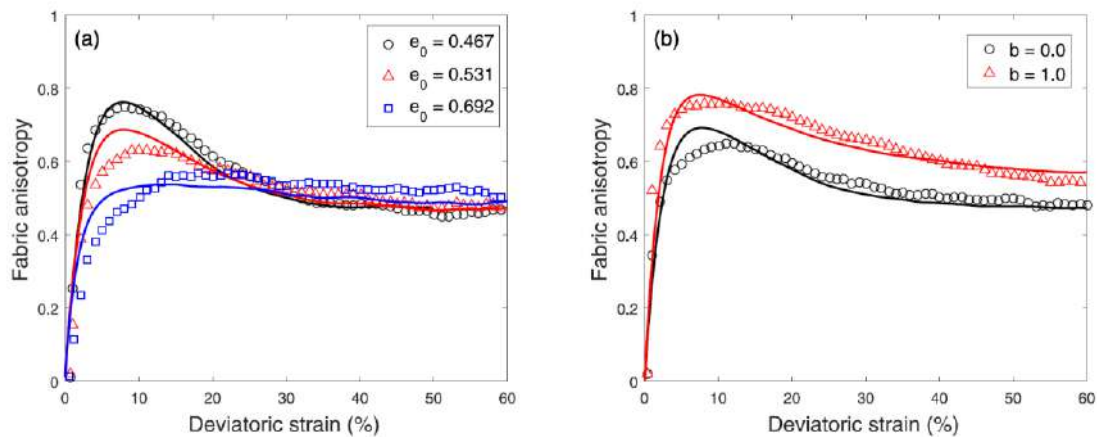 (a)
e0 = 0.467
e0 = 0.531
e0 = 0.692
Fabric anisotropy
1
0.8
0.6
0.4
0.2
0
0 10 20 30 40 50 60
Deviatoric strain (%)
(b)
b = 0.0
b = 1.0
Fabric anisotropy
1
0.8
0.6
0.4
0.2
0
0 10 20 30 40 50 60
Deviatoric strain (%)